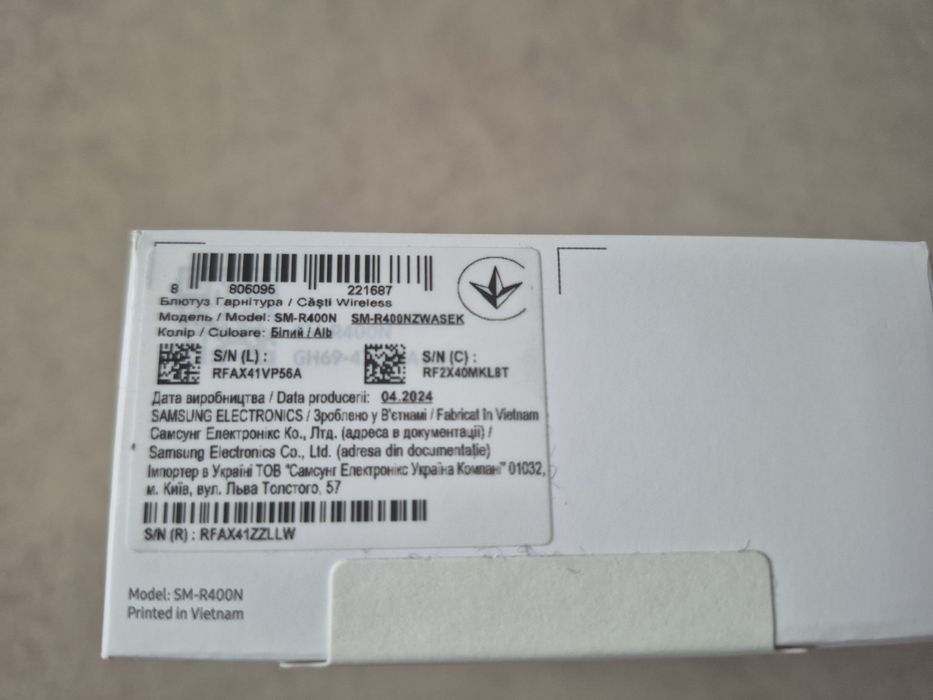 8 806095 221687
Блютуз Гарнітура / Căşti Wireless
Модель / Model: SM-R400N SM-R400NZWASEK
Колір / Culoare: Білий / Alb
S/N (L) :
RFAX41VP56A
S/N (C) :
RF2X40MKL8T
Дата виробництва / Data producerii: 04.2024
SAMSUNG ELECTRONICS / Зроблено у В'єтнамі / Fabricat în Vietnam
Самсунг Електронікс Ко., Лтд. (адреса в документації) /
Samsung Electronics Co., Ltd. (adresa din documentație)
Імпортер в Україні ТОВ "Самсунг Електронікс Україна Компані" 01032,
м. Київ, вул. Льва Толстого, 57
S/N (R) : RFAX41ZZLLW
Model: SM-R400N
Printed in Vietnam